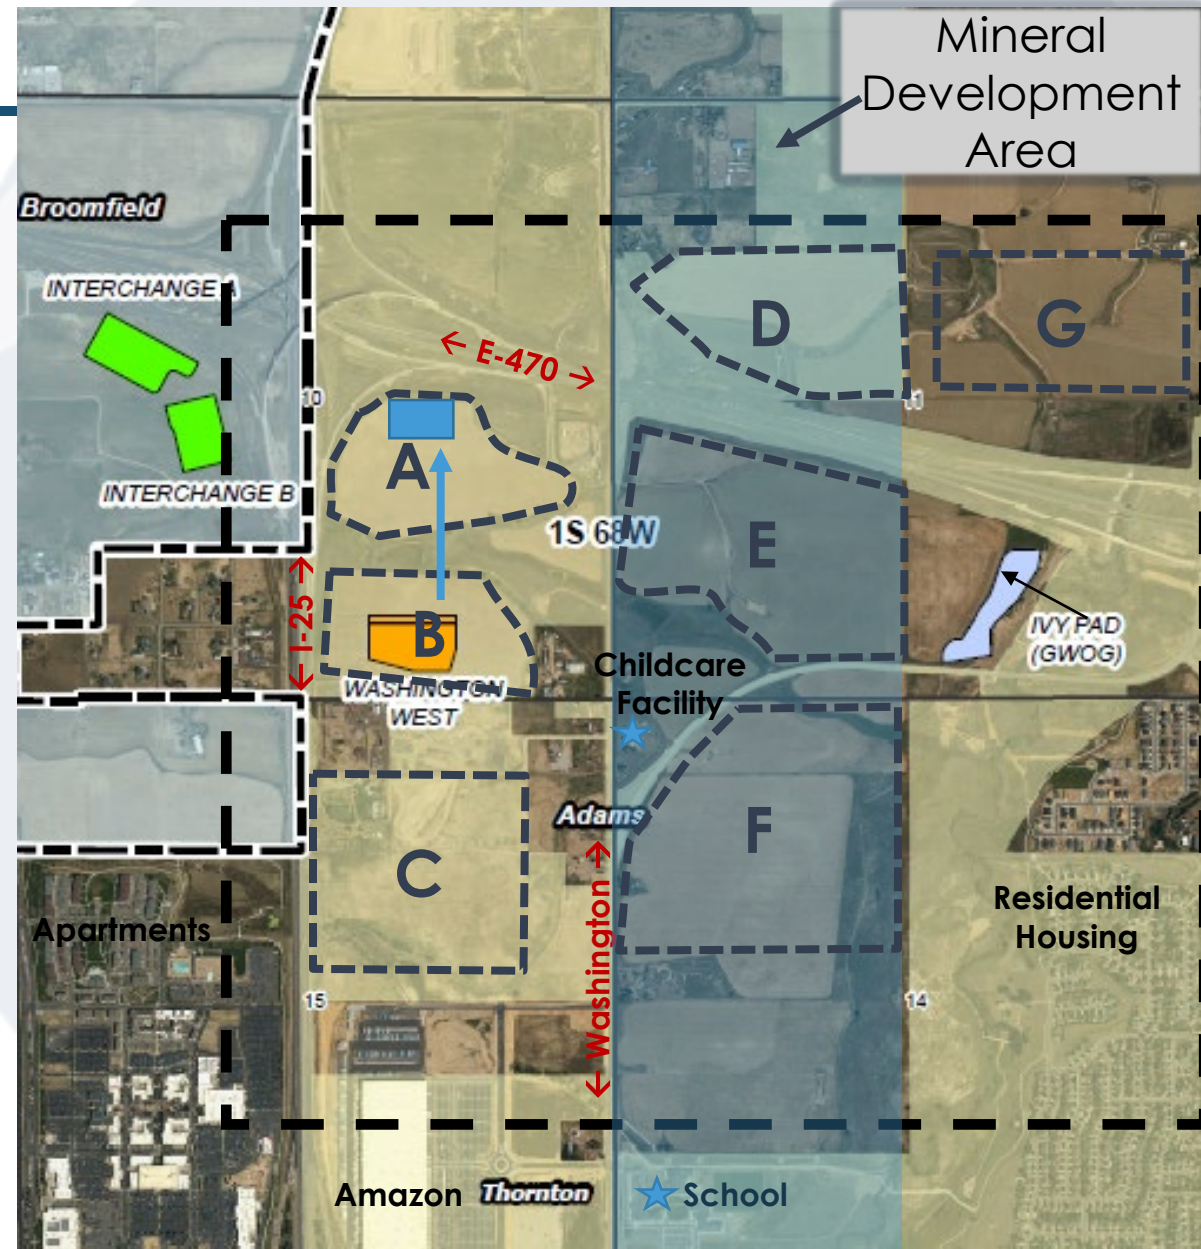 Mineral
Development
Area
Broomfield
INTERCHANGE A
D
G
← E-470 →
10
11
A
INTERCHANGE B
1S 68W
E
← I-25 →
B
IVY PAD
(GWOG)
Childcare
Facility
WASHINGTON
WEST
Adams
F
C
← Washington →
Apartments
Residential
Housing
15
14
Amazon
Thornton
School